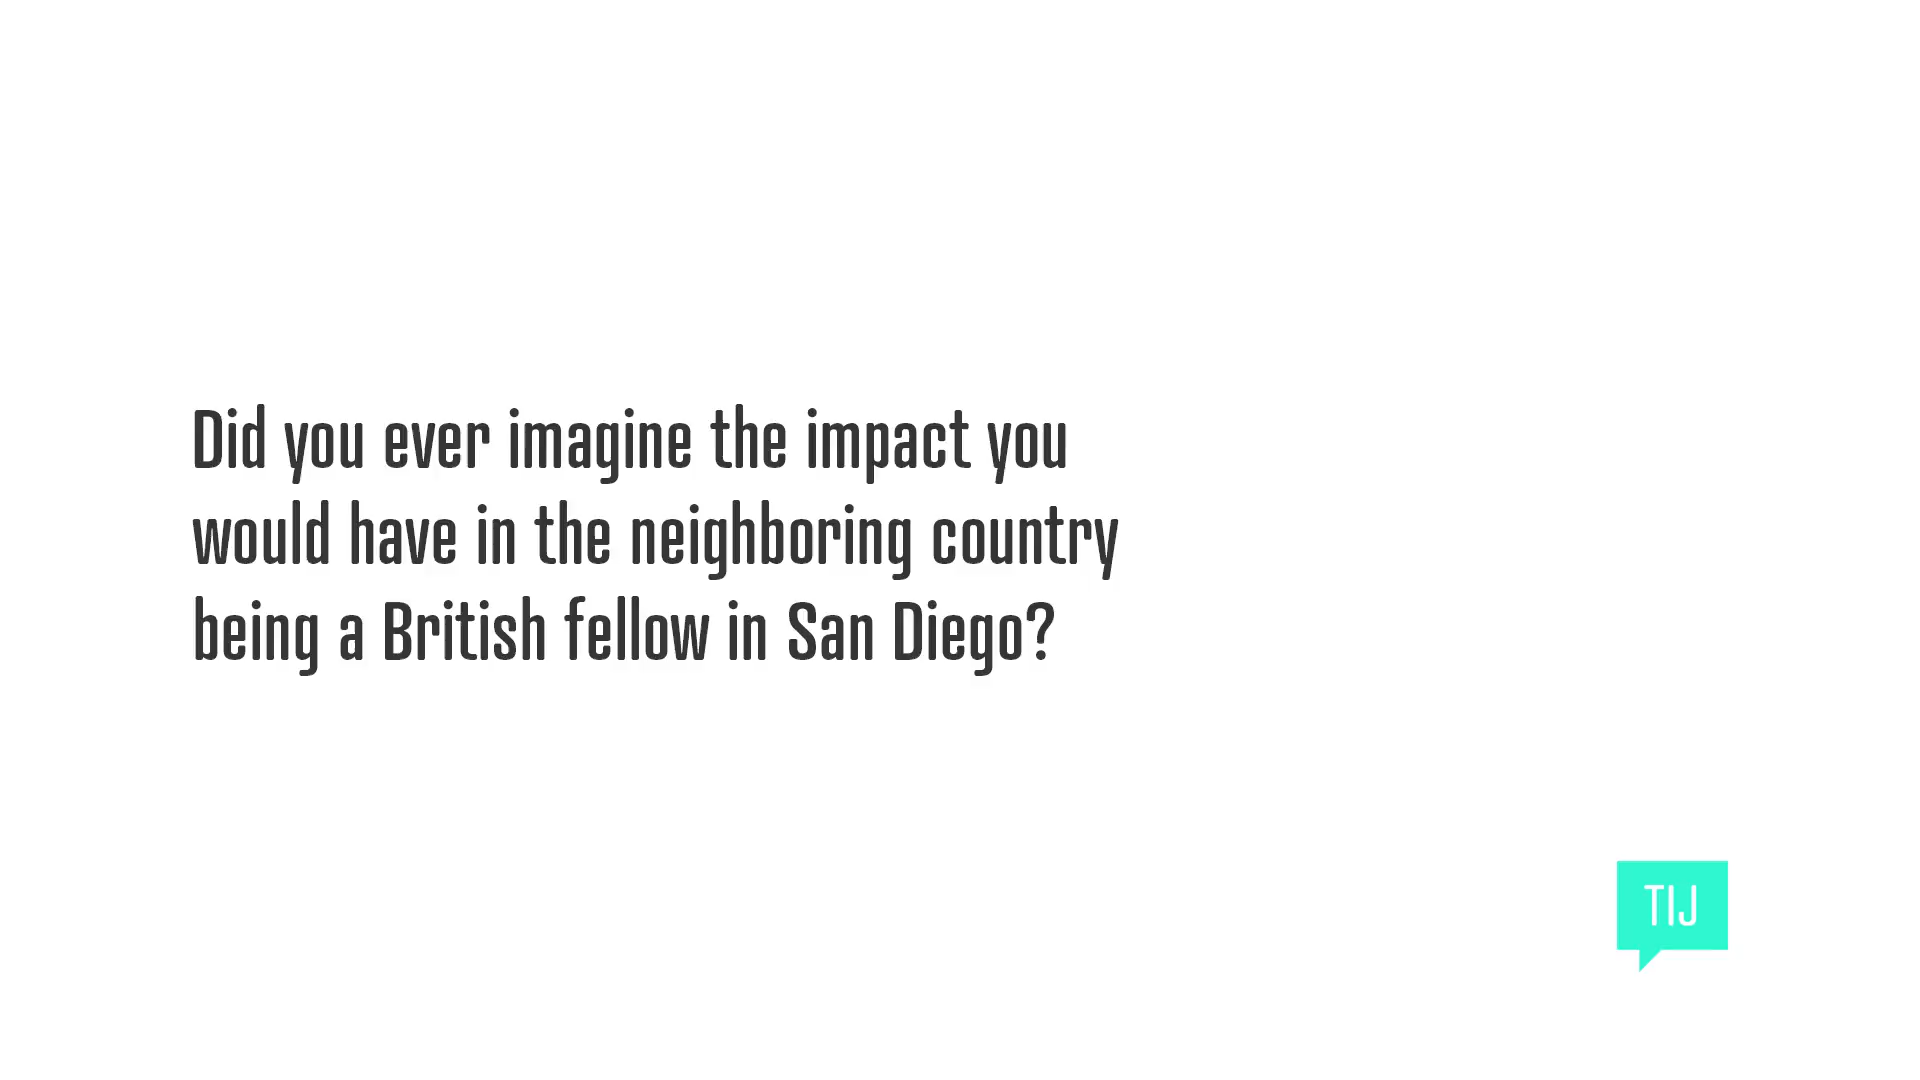 Did you ever imagine the impact you
would have in the neighboring country
being a British fellow in San Diego?
TIJ